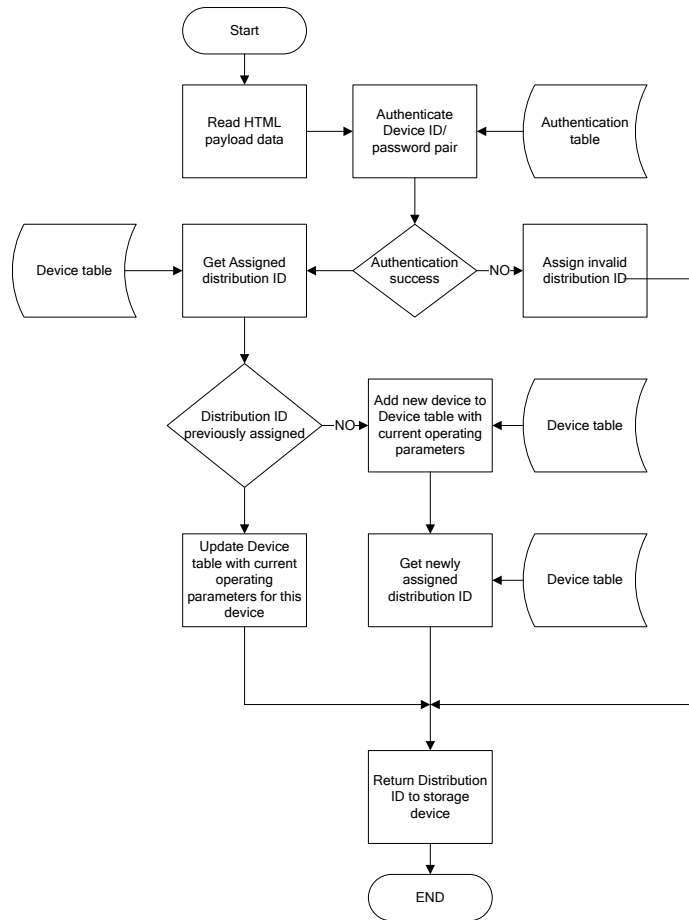 Start
Read HTML
payload data
Authenticate
Device ID/
password pair
Authentication
table
Device table
Get Assigned
distribution ID
Authentication
success
NO
Assign invalid
distribution ID
Distribution ID
previously assigned
NO
Add new device to
Device table with
current operating
parameters
Device table
Update Device
table with current
operating
parameters for this
device
Get newly
assigned
distribution ID
Device table
Return Distribution
ID to storage
device
END